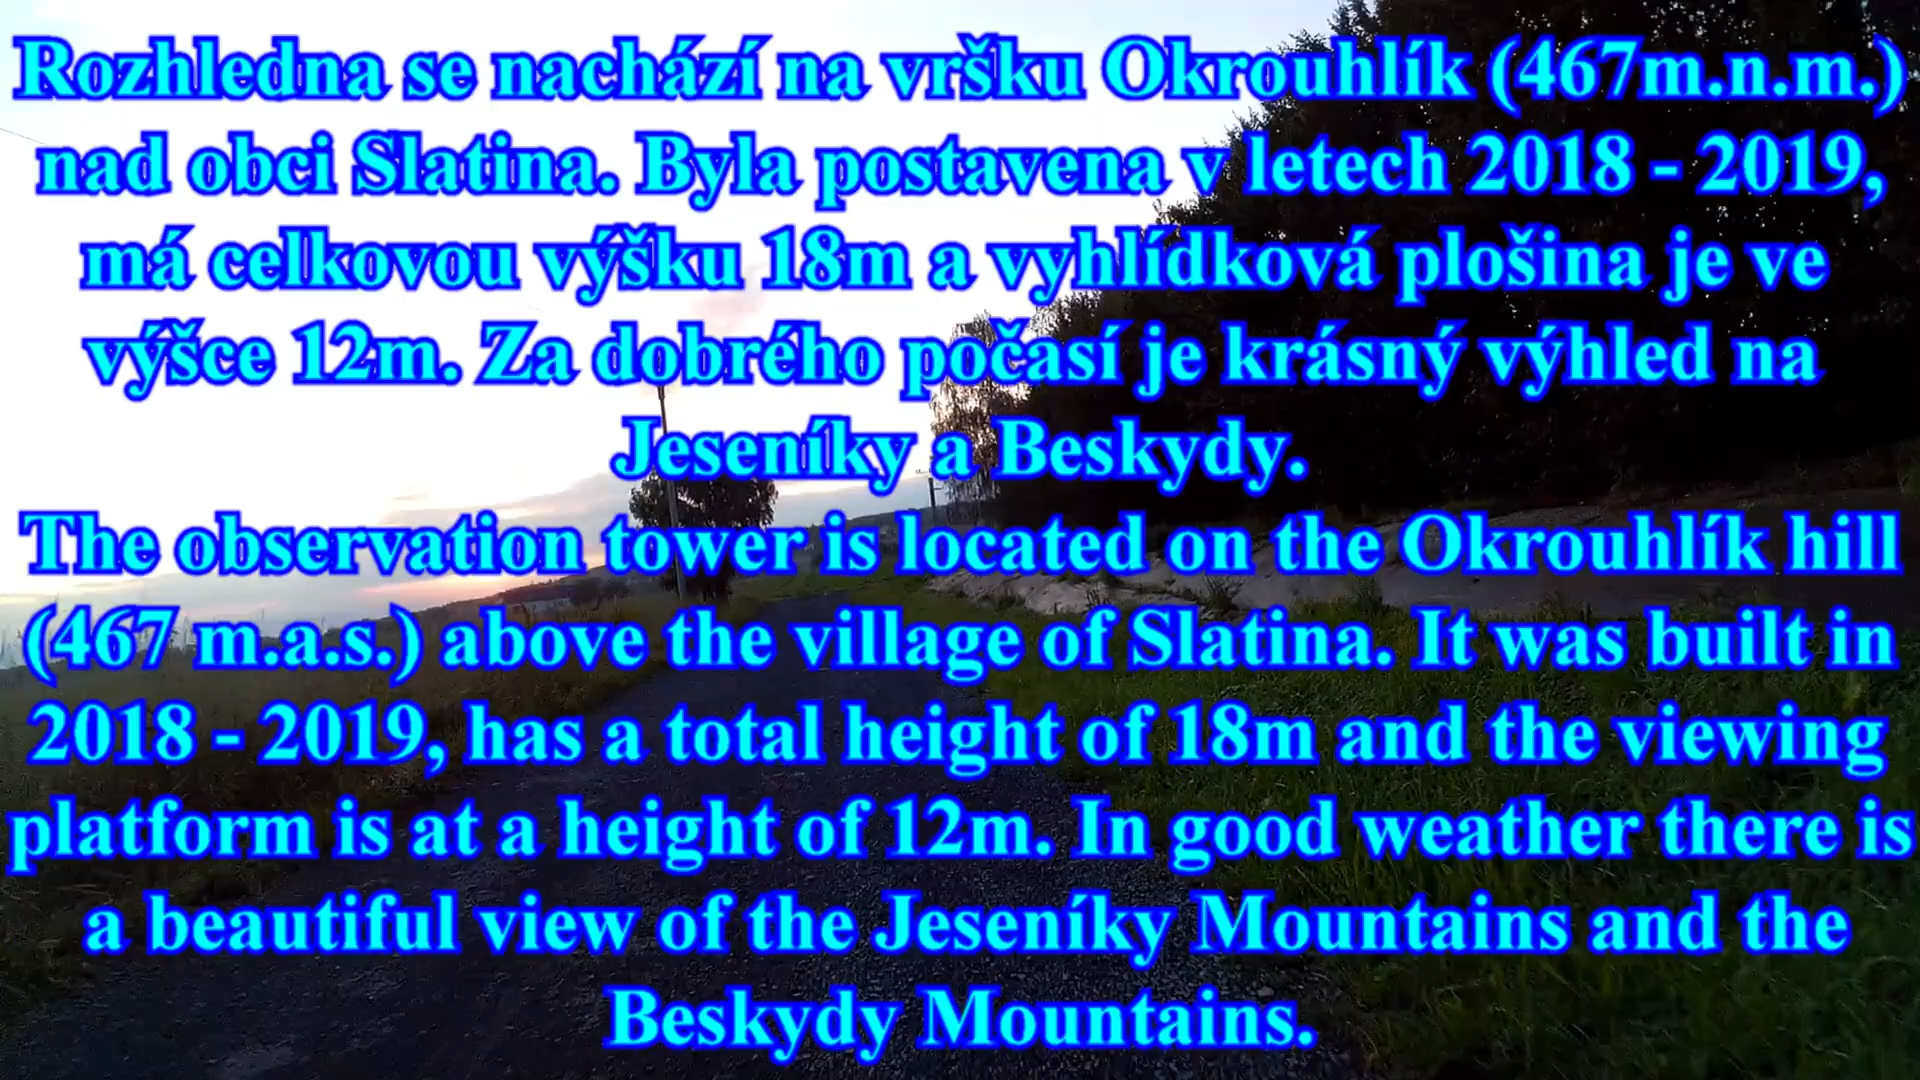 Rozhledna se nachází na vršku Okrouhlík (467m.n.m.)
nad obci Slatina. Byla postavena v letech 2018 - 2019,
má celkovou výšku 18m a vyhlídková plošina je ve
výšce 12m. Za dobrého počasí je krásný výhled na
Jeseníky a Beskydy.
The observation tower is located on the Okrouhlík hill
(467 m.a.s.) above the village of Slatina. It was built in
2018 - 2019, has a total height of 18m and the viewing
platform is at a height of 12m. In good weather there is
a beautiful view of the Jeseníky Mountains and the
Beskydy Mountains.